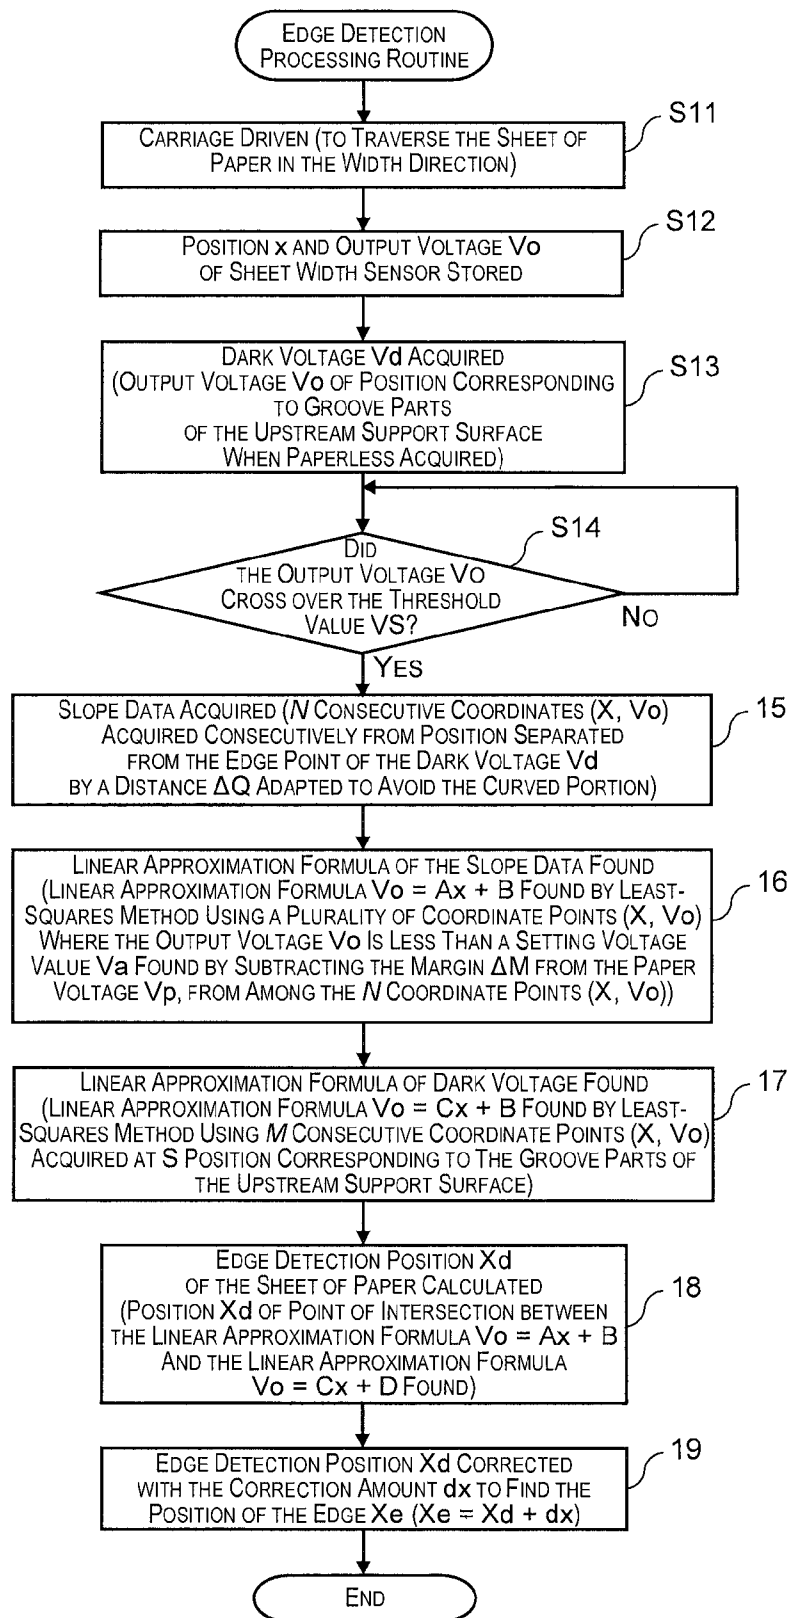 EDGE DETECTION
PROCESSING ROUTINE
S11
CARRIAGE DRIVEN (TO TRAVERSE THE SHEET OF
PAPER IN THE WIDTH DIRECTION)
S12
POSITION x AND OUTPUT VOLTAGE Vo
OF SHEET WIDTH SENSOR STORED
S13
DARK VOLTAGE Vd ACQUIRED
(OUTPUT VOLTAGE Vo OF POSITION CORRESPONDING
TO GROOVE PARTS
OF THE UPSTREAM SUPPORT SURFACE
WHEN PAPERLESS ACQUIRED)
S14
DID
THE OUTPUT VOLTAGE Vo
CROSS OVER THE THRESHOLD
VALUE VS?
NO
YES
15
SLOPE DATA ACQUIRED (N CONSECUTIVE COORDINATES (X, Vo)
ACQUIRED CONSECUTIVELY FROM POSITION SEPARATED
FROM THE EDGE POINT OF THE DARK VOLTAGE Vd
BY A DISTANCE ΔQ ADAPTED TO AVOID THE CURVED PORTION)
16
LINEAR APPROXIMATION FORMULA OF THE SLOPE DATA FOUND
(LINEAR APPROXIMATION FORMULA Vo = Ax + B FOUND BY LEAST-
SQUARES METHOD USING A PLURALITY OF COORDINATE POINTS (X, Vo)
WHERE THE OUTPUT VOLTAGE Vo IS LESS THAN A SETTING VOLTAGE
VALUE Va FOUND BY SUBTRACTING THE MARGIN ΔM FROM THE PAPER
VOLTAGE Vp, FROM AMONG THE N COORDINATE POINTS (X, Vo))
17
LINEAR APPROXIMATION FORMULA OF DARK VOLTAGE FOUND
(LINEAR APPROXIMATION FORMULA Vo = Cx + B FOUND BY LEAST-
SQUARES METHOD USING M CONSECUTIVE COORDINATE POINTS (X, Vo)
ACQUIRED AT S POSITION CORRESPONDING TO THE GROOVE PARTS OF
THE UPSTREAM SUPPORT SURFACE)
18
EDGE DETECTION POSITION Xd
OF THE SHEET OF PAPER CALCULATED
(POSITION Xd OF POINT OF INTERSECTION BETWEEN
THE LINEAR APPROXIMATION FORMULA Vo = Ax + B
AND THE LINEAR APPROXIMATION FORMULA
Vo = Cx + D FOUND)
19
EDGE DETECTION POSITION Xd CORRECTED
WITH THE CORRECTION AMOUNT dx TO FIND THE
POSITION OF THE EDGE Xe (Xe = Xd + dx)
END